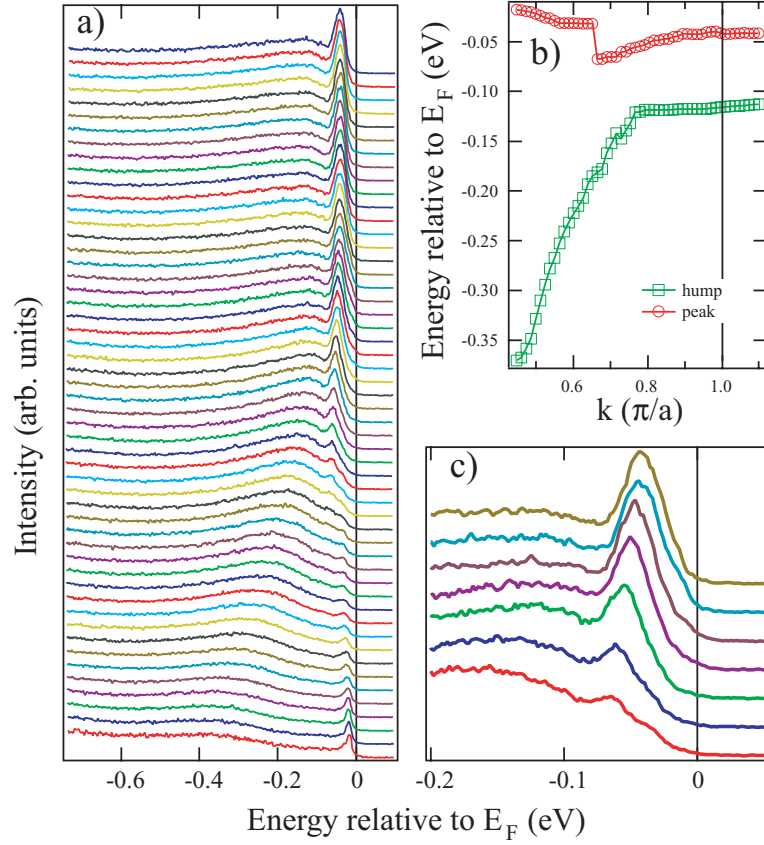 a)
Intensity (arb. units)
-0.6
-0.4
-0.2
0
Energy relative to E_F (eV)
b)
Energy relative to E_F (eV)
-0.05
-0.10
-0.15
-0.20
-0.25
-0.30
-0.35
hump
peak
0.6
0.8
1.0
k (π/a)
c)
-0.2
-0.1
0